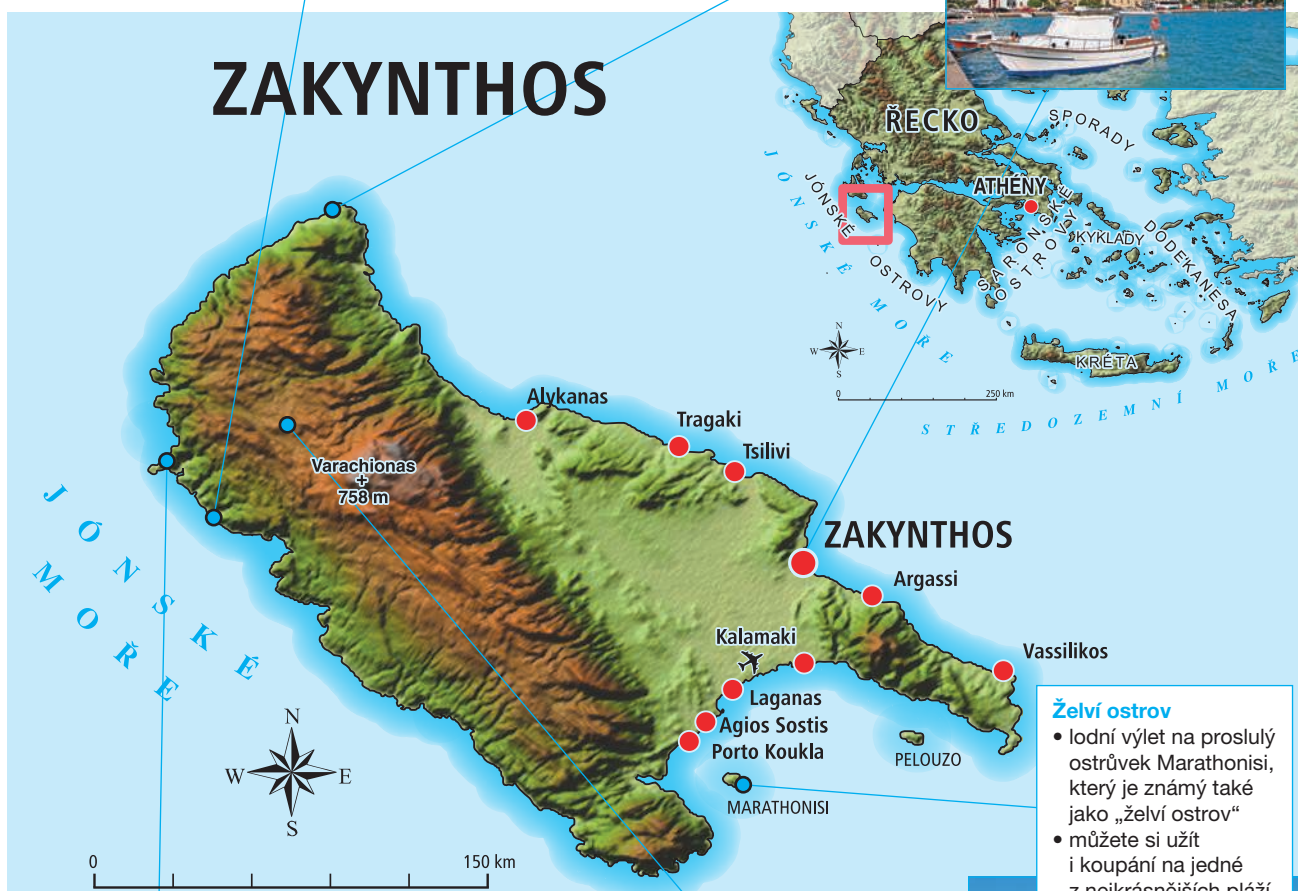 ZAKYNTHOS
ŘECKO
SPORADY
ATHÉNY
JÓNSKÉ MOŘE
JÓNSKÉ OSTROVY
SARONSKÉ
OSTROVY
KYKLADY
DODEKANESA
KRÉTA
STŘEDOZEMNÍ MOŘE
N
W E
S
0 250 km
Alykanas
Tragaki
Tsilivi
Varachionas
+
758 m
ZAKYNTHOS
Argassi
Kalamaki
Vassilikos
Laganas
Agios Sostis
Porto Koukla
PELOUZO
MARATHONISI
JÓNSKÉ
MOŘE
N
W E
S
0 150 km
Želví ostrov
• lodní výlet na proslulý
ostrůvek Marathonisi,
který je známý také
jako „želví ostrov“
• můžete si užít
i koupání na jedné
z nejkrásnějších pláží